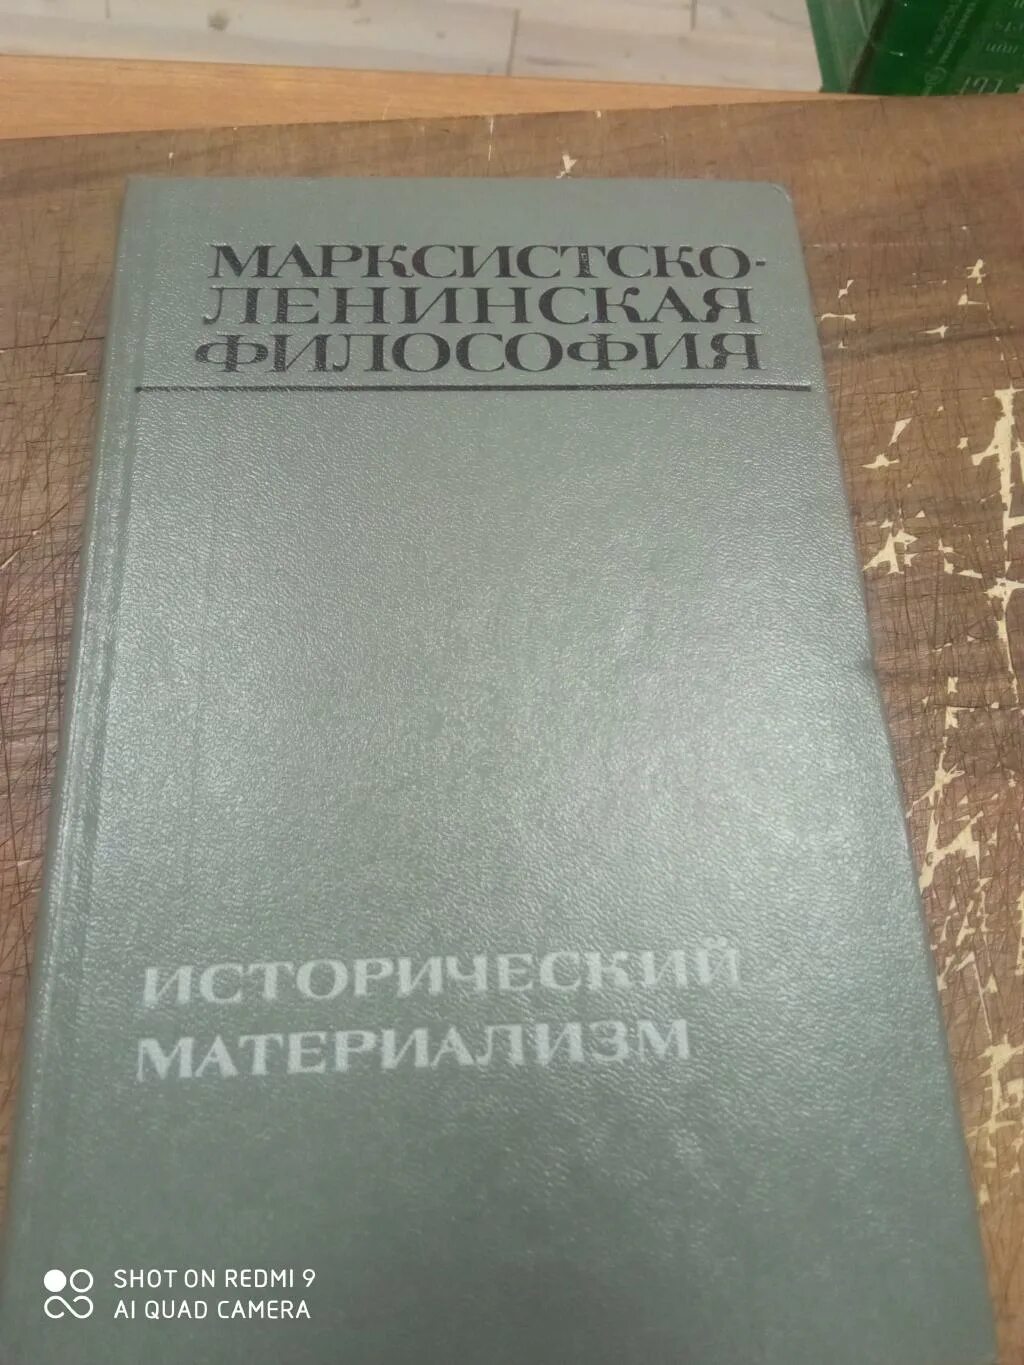 МАРКСИСТСКО-
ЛЕНИНСКАЯ
ФИЛОСОФИЯ
ИСТОРИЧЕСКИЙ
МАТЕРИАЛИЗМ
SHOT ON REDMI 9
AI QUAD CAMERA